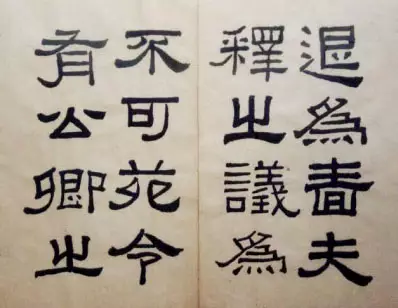 退為嗇夫
釋之議為
不可苑令
有公卿之